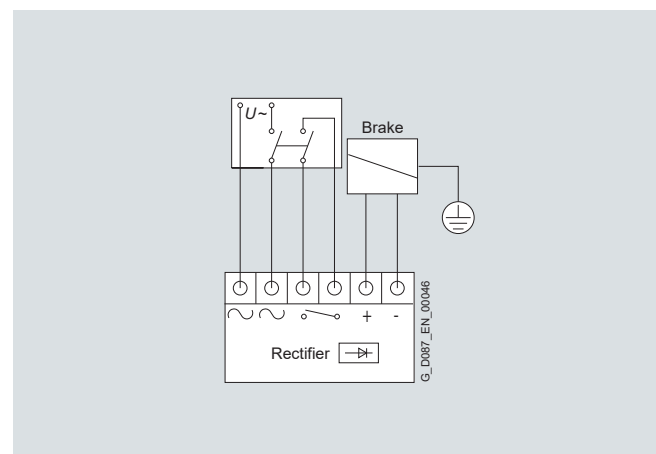 U~
Brake
+ -
Rectifier
G_D087_EN_00046